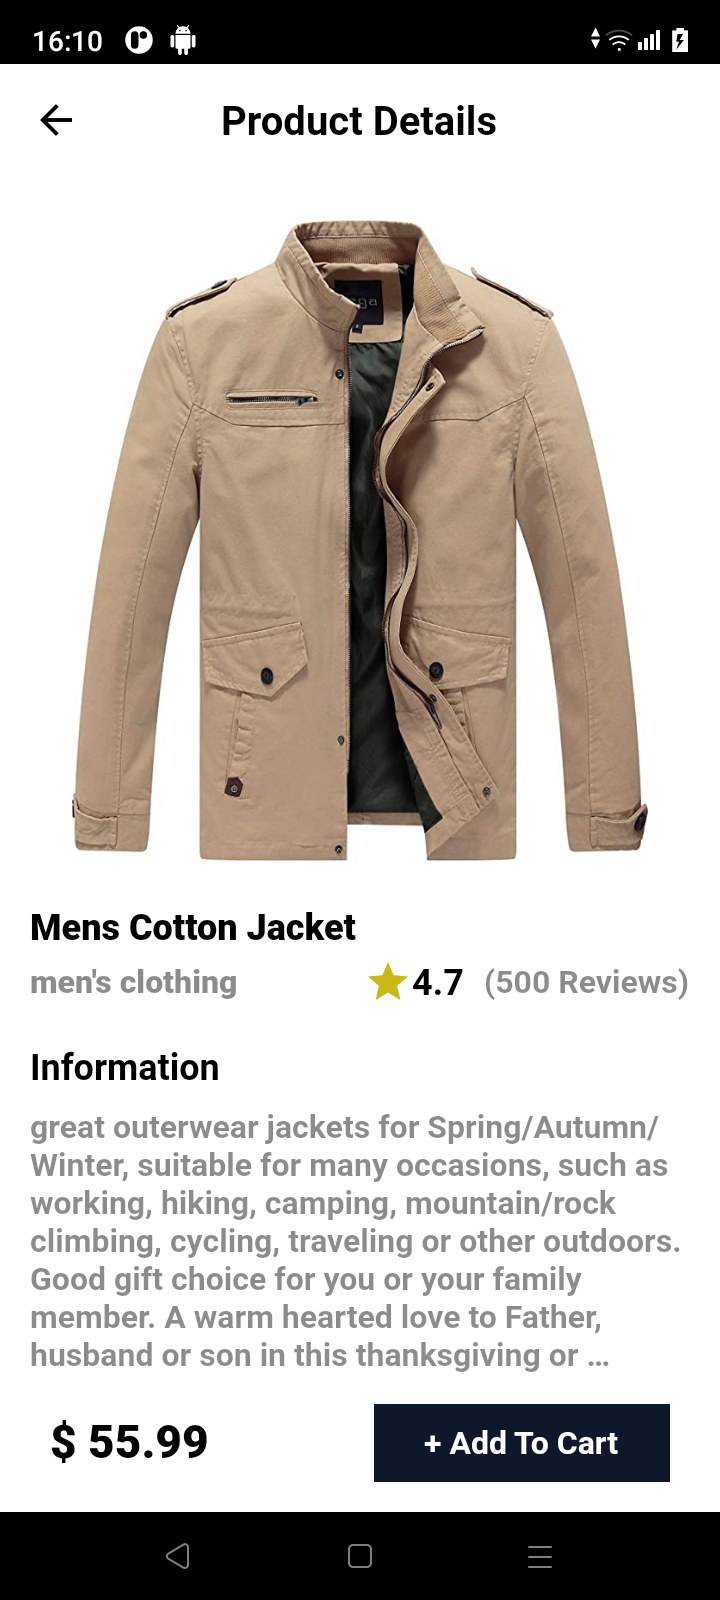 16:10
Product Details
Mens Cotton Jacket
men's clothing 4.7 (500 Reviews)
Information
great outerwear jackets for Spring/Autumn/
Winter, suitable for many occasions, such as
working, hiking, camping, mountain/rock
climbing, cycling, traveling or other outdoors.
Good gift choice for you or your family
member. A warm hearted love to Father,
husband or son in this thanksgiving or ...
$ 55.99 + Add To Cart